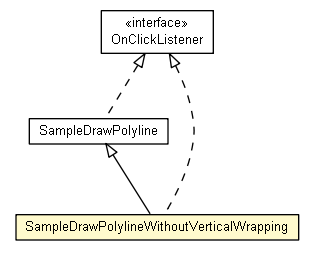 «interface»
OnClickListener
SampleDrawPolyline
SampleDrawPolylineWithoutVerticalWrapping